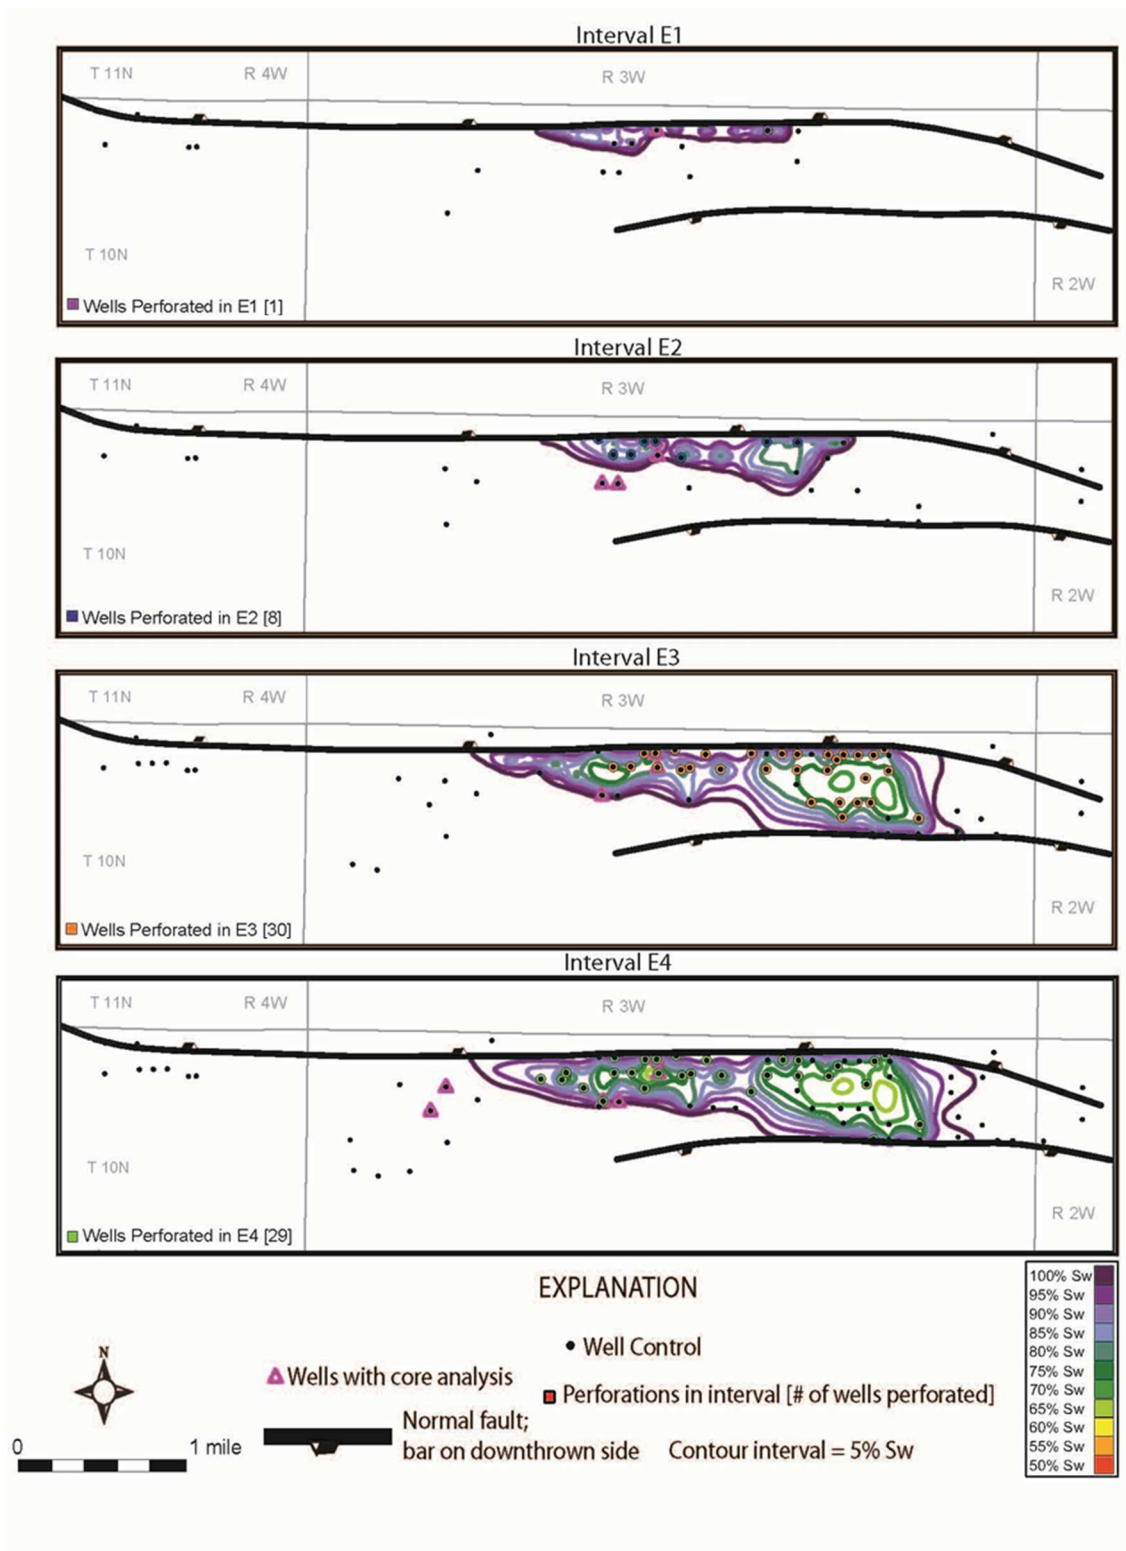 Interval E1
T 11N
R 4W
R 3W
T 10N
R 2W
Wells Perforated in E1 [1]
Interval E2
T 11N
R 4W
R 3W
T 10N
R 2W
Wells Perforated in E2 [8]
Interval E3
T 11N
R 4W
R 3W
T 10N
R 2W
Wells Perforated in E3 [30]
Interval E4
T 11N
R 4W
R 3W
T 10N
R 2W
Wells Perforated in E4 [29]
EXPLANATION
Well Control
Wells with core analysis
Perforations in interval [# of wells perforated]
Normal fault;
bar on downthrown side
Contour interval = 5% Sw
N
0
1 mile
100% Sw
95% Sw
90% Sw
85% Sw
80% Sw
75% Sw
70% Sw
65% Sw
60% Sw
55% Sw
50% Sw